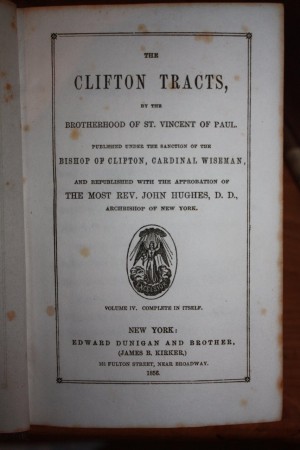 THE
CLIFTON TRACTS,
BY THE
BROTHERHOOD OF ST. VINCENT OF PAUL.
PUBLISHED UNDER THE SANCTION OF THE
BISHOP OF CLIFTON, CARDINAL WISEMAN,
AND REPUBLISHED WITH THE APPROBATION OF
THE MOST REV. JOHN HUGHES, D. D.,
ARCHBISHOP OF NEW YORK.
VOLUME IV. COMPLETE IN ITSELF.
NEW YORK:
EDWARD DUNIGAN AND BROTHER,
(JAMES B. KIRKER,)
FULTON STREET, NEAR BROADWAY.